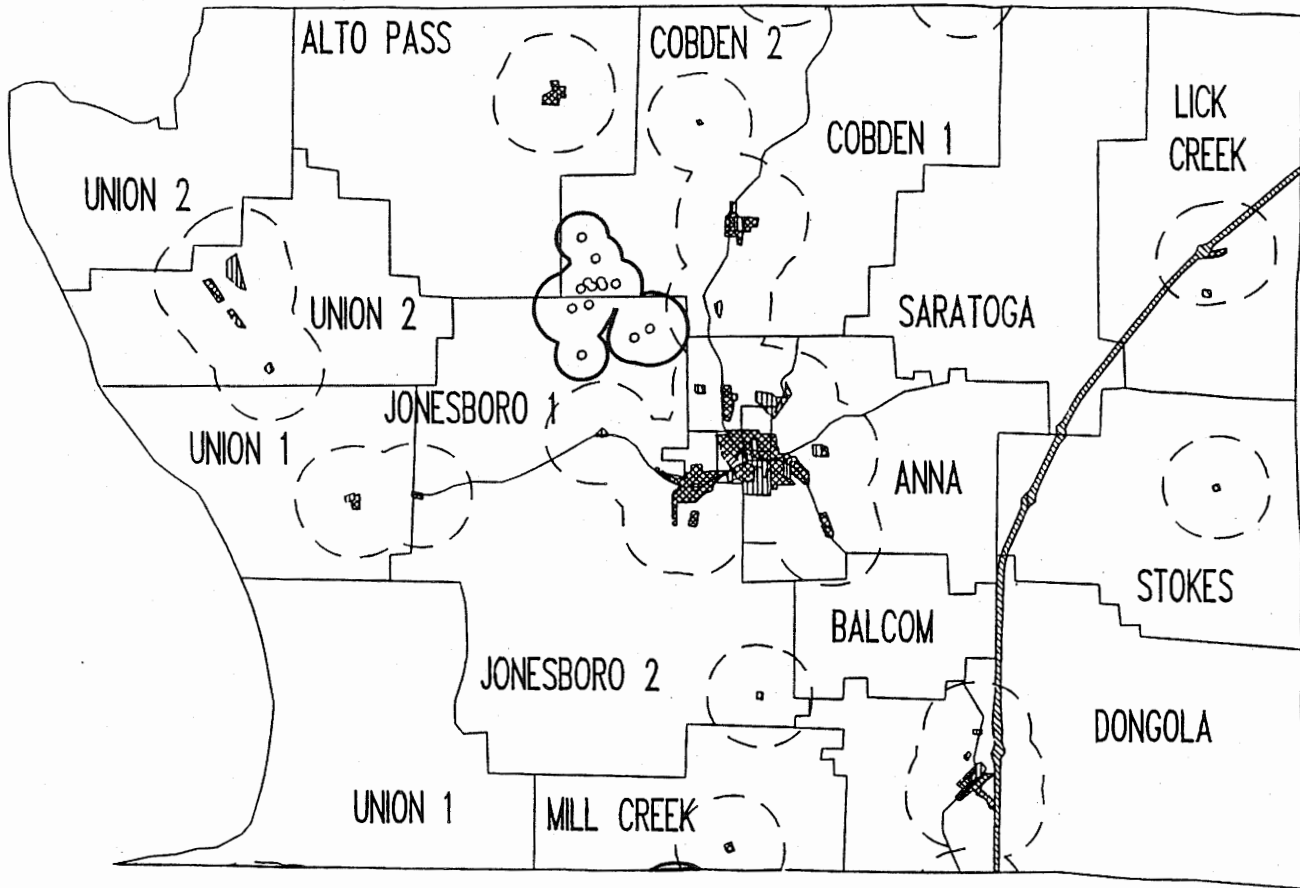 ALTO PASS
COBDEN 2
LICK
CREEK
COBDEN 1
UNION 2
UNION 2
SARATOGA
JONESBORO 1
UNION 1
ANNA
STOKES
BALCOM
JONESBORO 2
DONGOLA
UNION 1
MILL CREEK